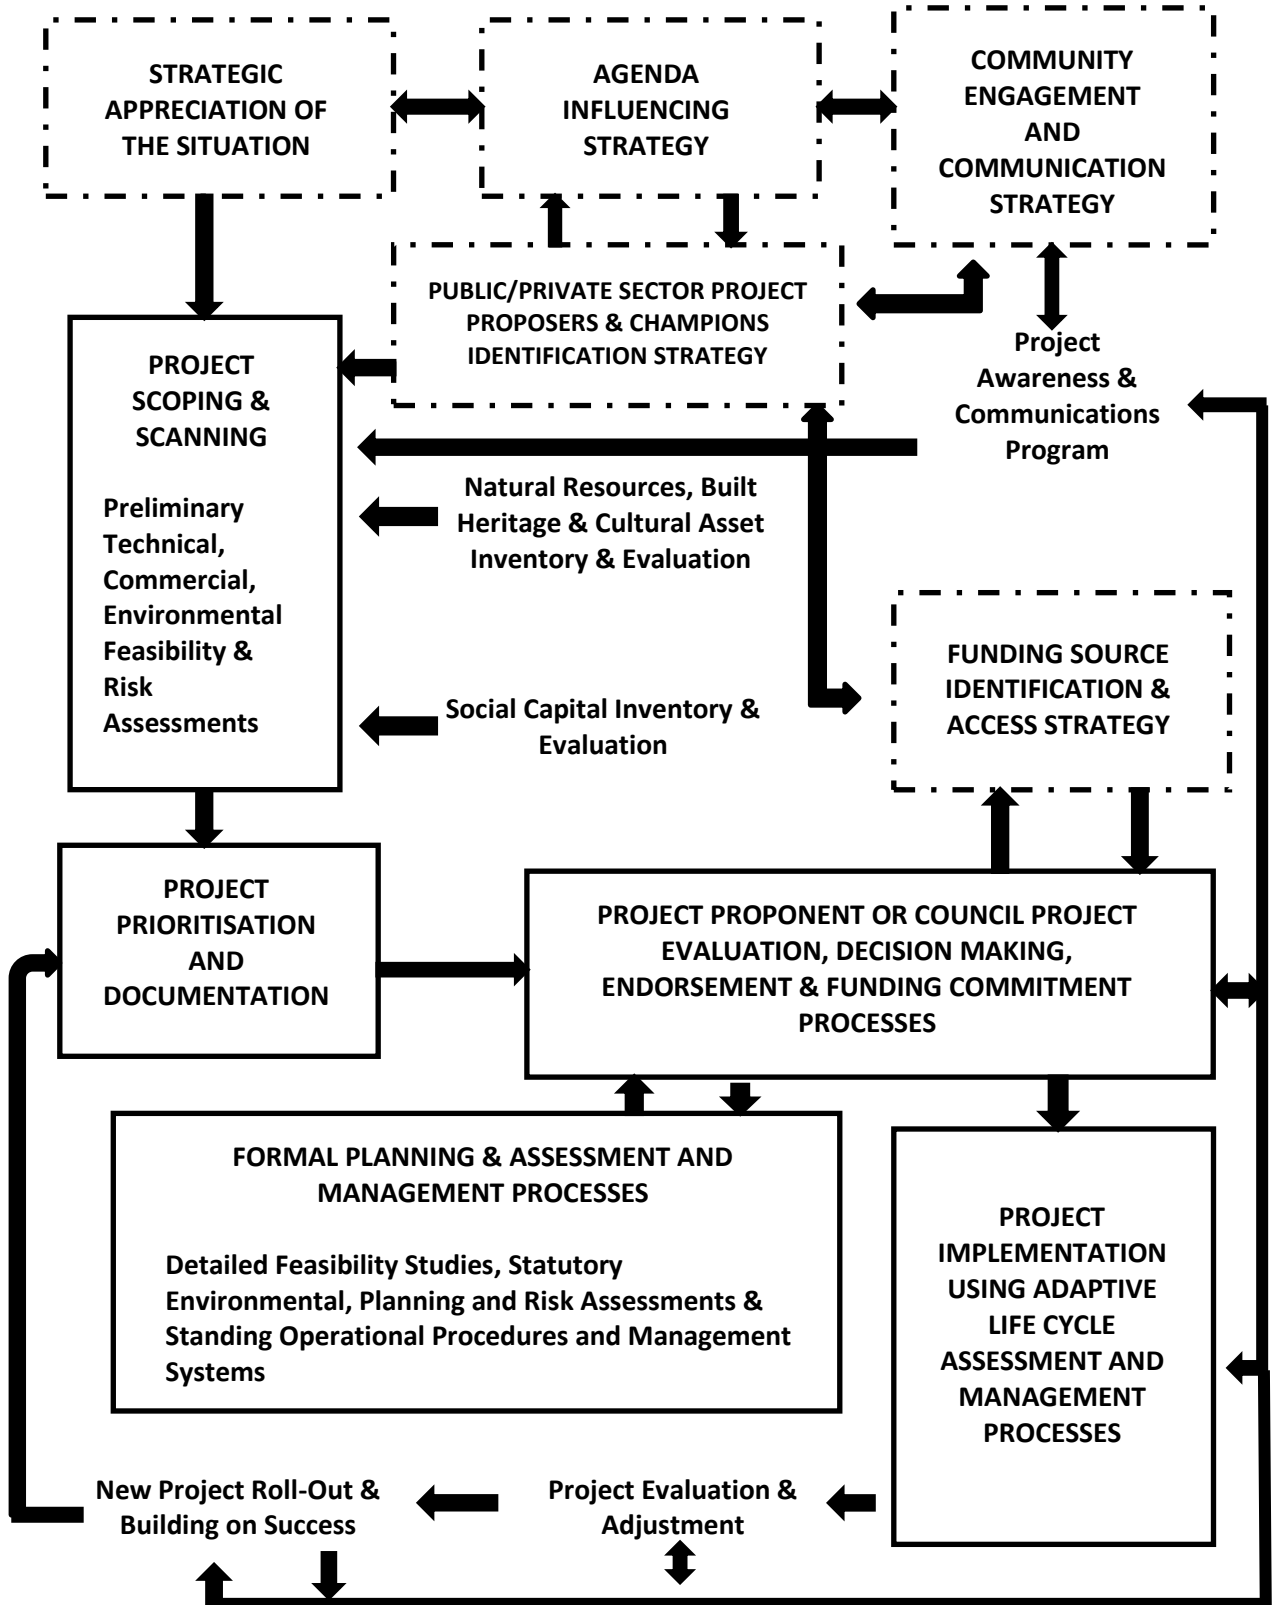 STRATEGIC
APPRECIATION OF
THE SITUATION
AGENDA
INFLUENCING
STRATEGY
COMMUNITY
ENGAGEMENT
AND
COMMUNICATION
STRATEGY
PUBLIC/PRIVATE SECTOR PROJECT
PROPOSERS & CHAMPIONS
IDENTIFICATION STRATEGY
PROJECT
SCOPING &
SCANNING
Preliminary
Technical,
Commercial,
Environmental
Feasibility &
Risk
Assessments
Project
Awareness &
Communications
Program
Natural Resources, Built
Heritage & Cultural Asset
Inventory & Evaluation
Social Capital Inventory &
Evaluation
FUNDING SOURCE
IDENTIFICATION &
ACCESS STRATEGY
PROJECT
PRIORITISATION
AND
DOCUMENTATION
PROJECT PROPONENT OR COUNCIL PROJECT
EVALUATION, DECISION MAKING,
ENDORSEMENT & FUNDING COMMITMENT
PROCESSES
FORMAL PLANNING & ASSESSMENT AND
MANAGEMENT PROCESSES
Detailed Feasibility Studies, Statutory
Environmental, Planning and Risk Assessments &
Standing Operational Procedures and Management
Systems
PROJECT
IMPLEMENTATION
USING ADAPTIVE
LIFE CYCLE
ASSESSMENT AND
MANAGEMENT
PROCESSES
New Project Roll-Out &
Building on Success
Project Evaluation &
Adjustment